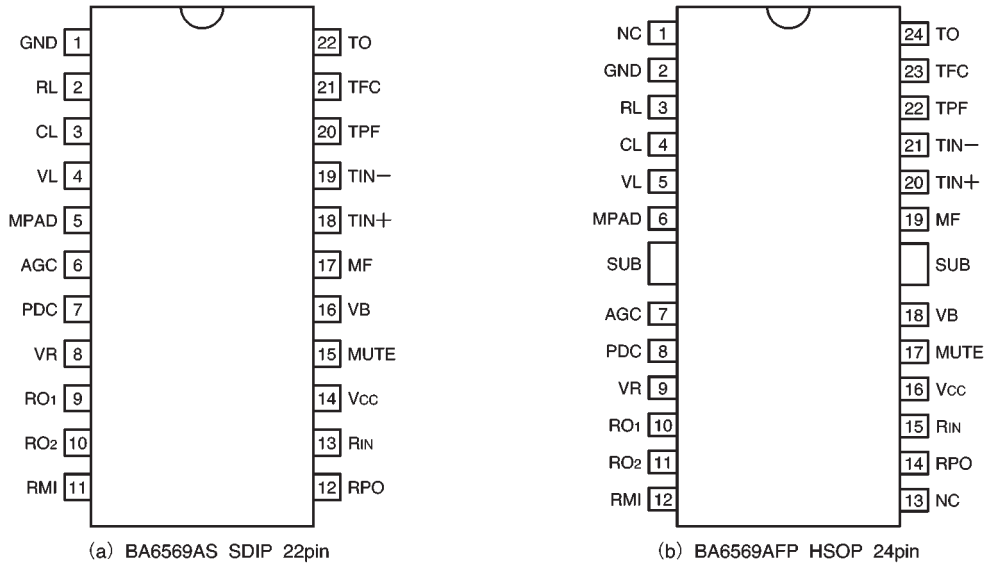 GND 1 22 TO
RL 2 21 TFC
CL 3 20 TPF
VL 4 19 TIN−
MPAD 5 18 TIN+
AGC 6 17 MF
PDC 7 16 VB
VR 8 15 MUTE
RO1 9 14 VCC
RO2 10 13 RIN
RMI 11 12 RPO
(a) BA6569AS SDIP 22pin
NC 1 24 TO
GND 2 23 TFC
RL 3 22 TPF
CL 4 21 TIN−
VL 5 20 TIN+
MPAD 6 19 MF
SUB SUB
AGC 7 18 VB
PDC 8 17 MUTE
VR 9 16 VCC
RO1 10 15 RIN
RO2 11 14 RPO
RMI 12 13 NC
(b) BA6569AFP HSOP 24pin